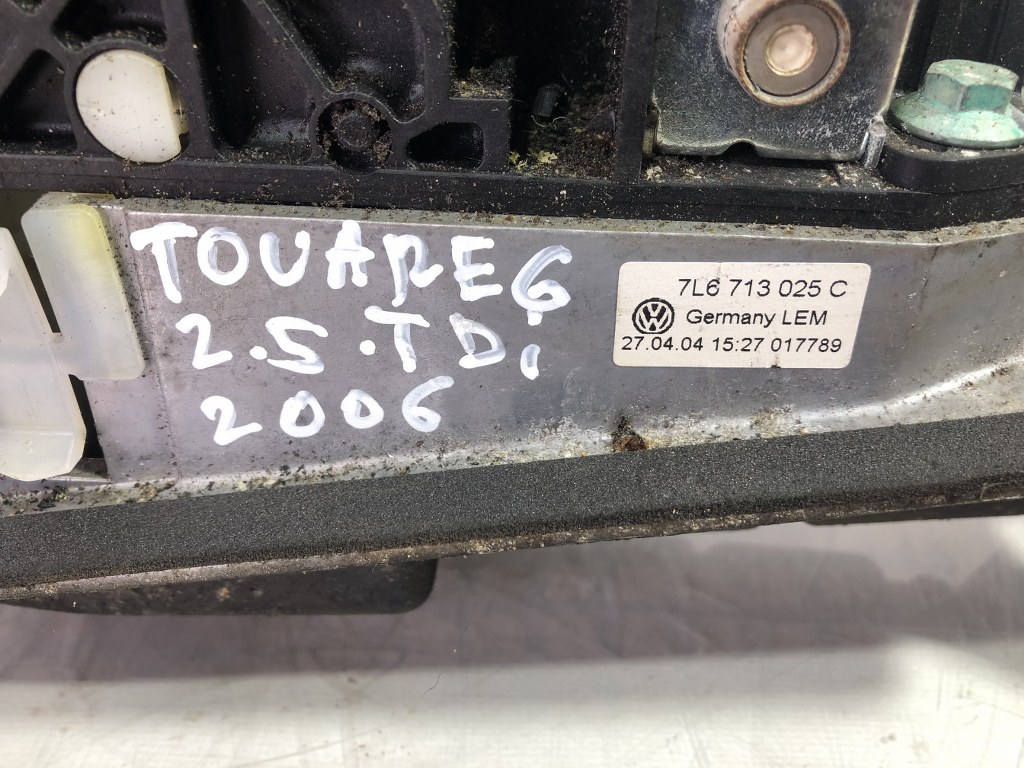 TOUAREG
2.5.TDi
2006
7L6 713 025 C
Germany LEM
27.04.04 15:27 017789